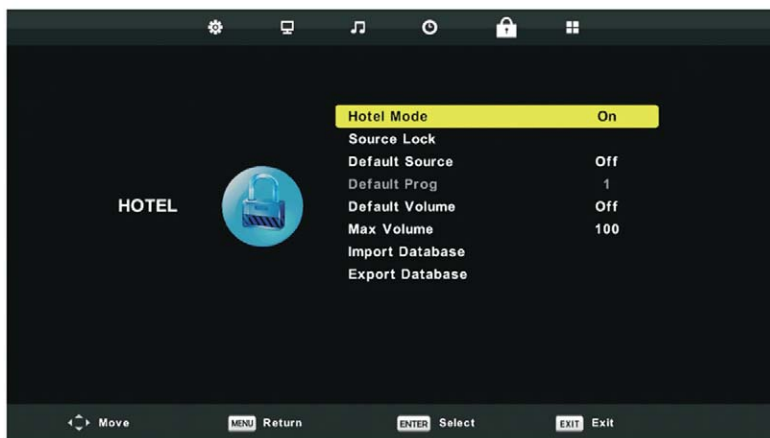 Hotel Mode On
Source Lock
Default Source Off
Default Prog 1
HOTEL
Default Volume Off
Max Volume 100
Import Database
Export Database
Move MENU Return ENTER Select EXIT Exit